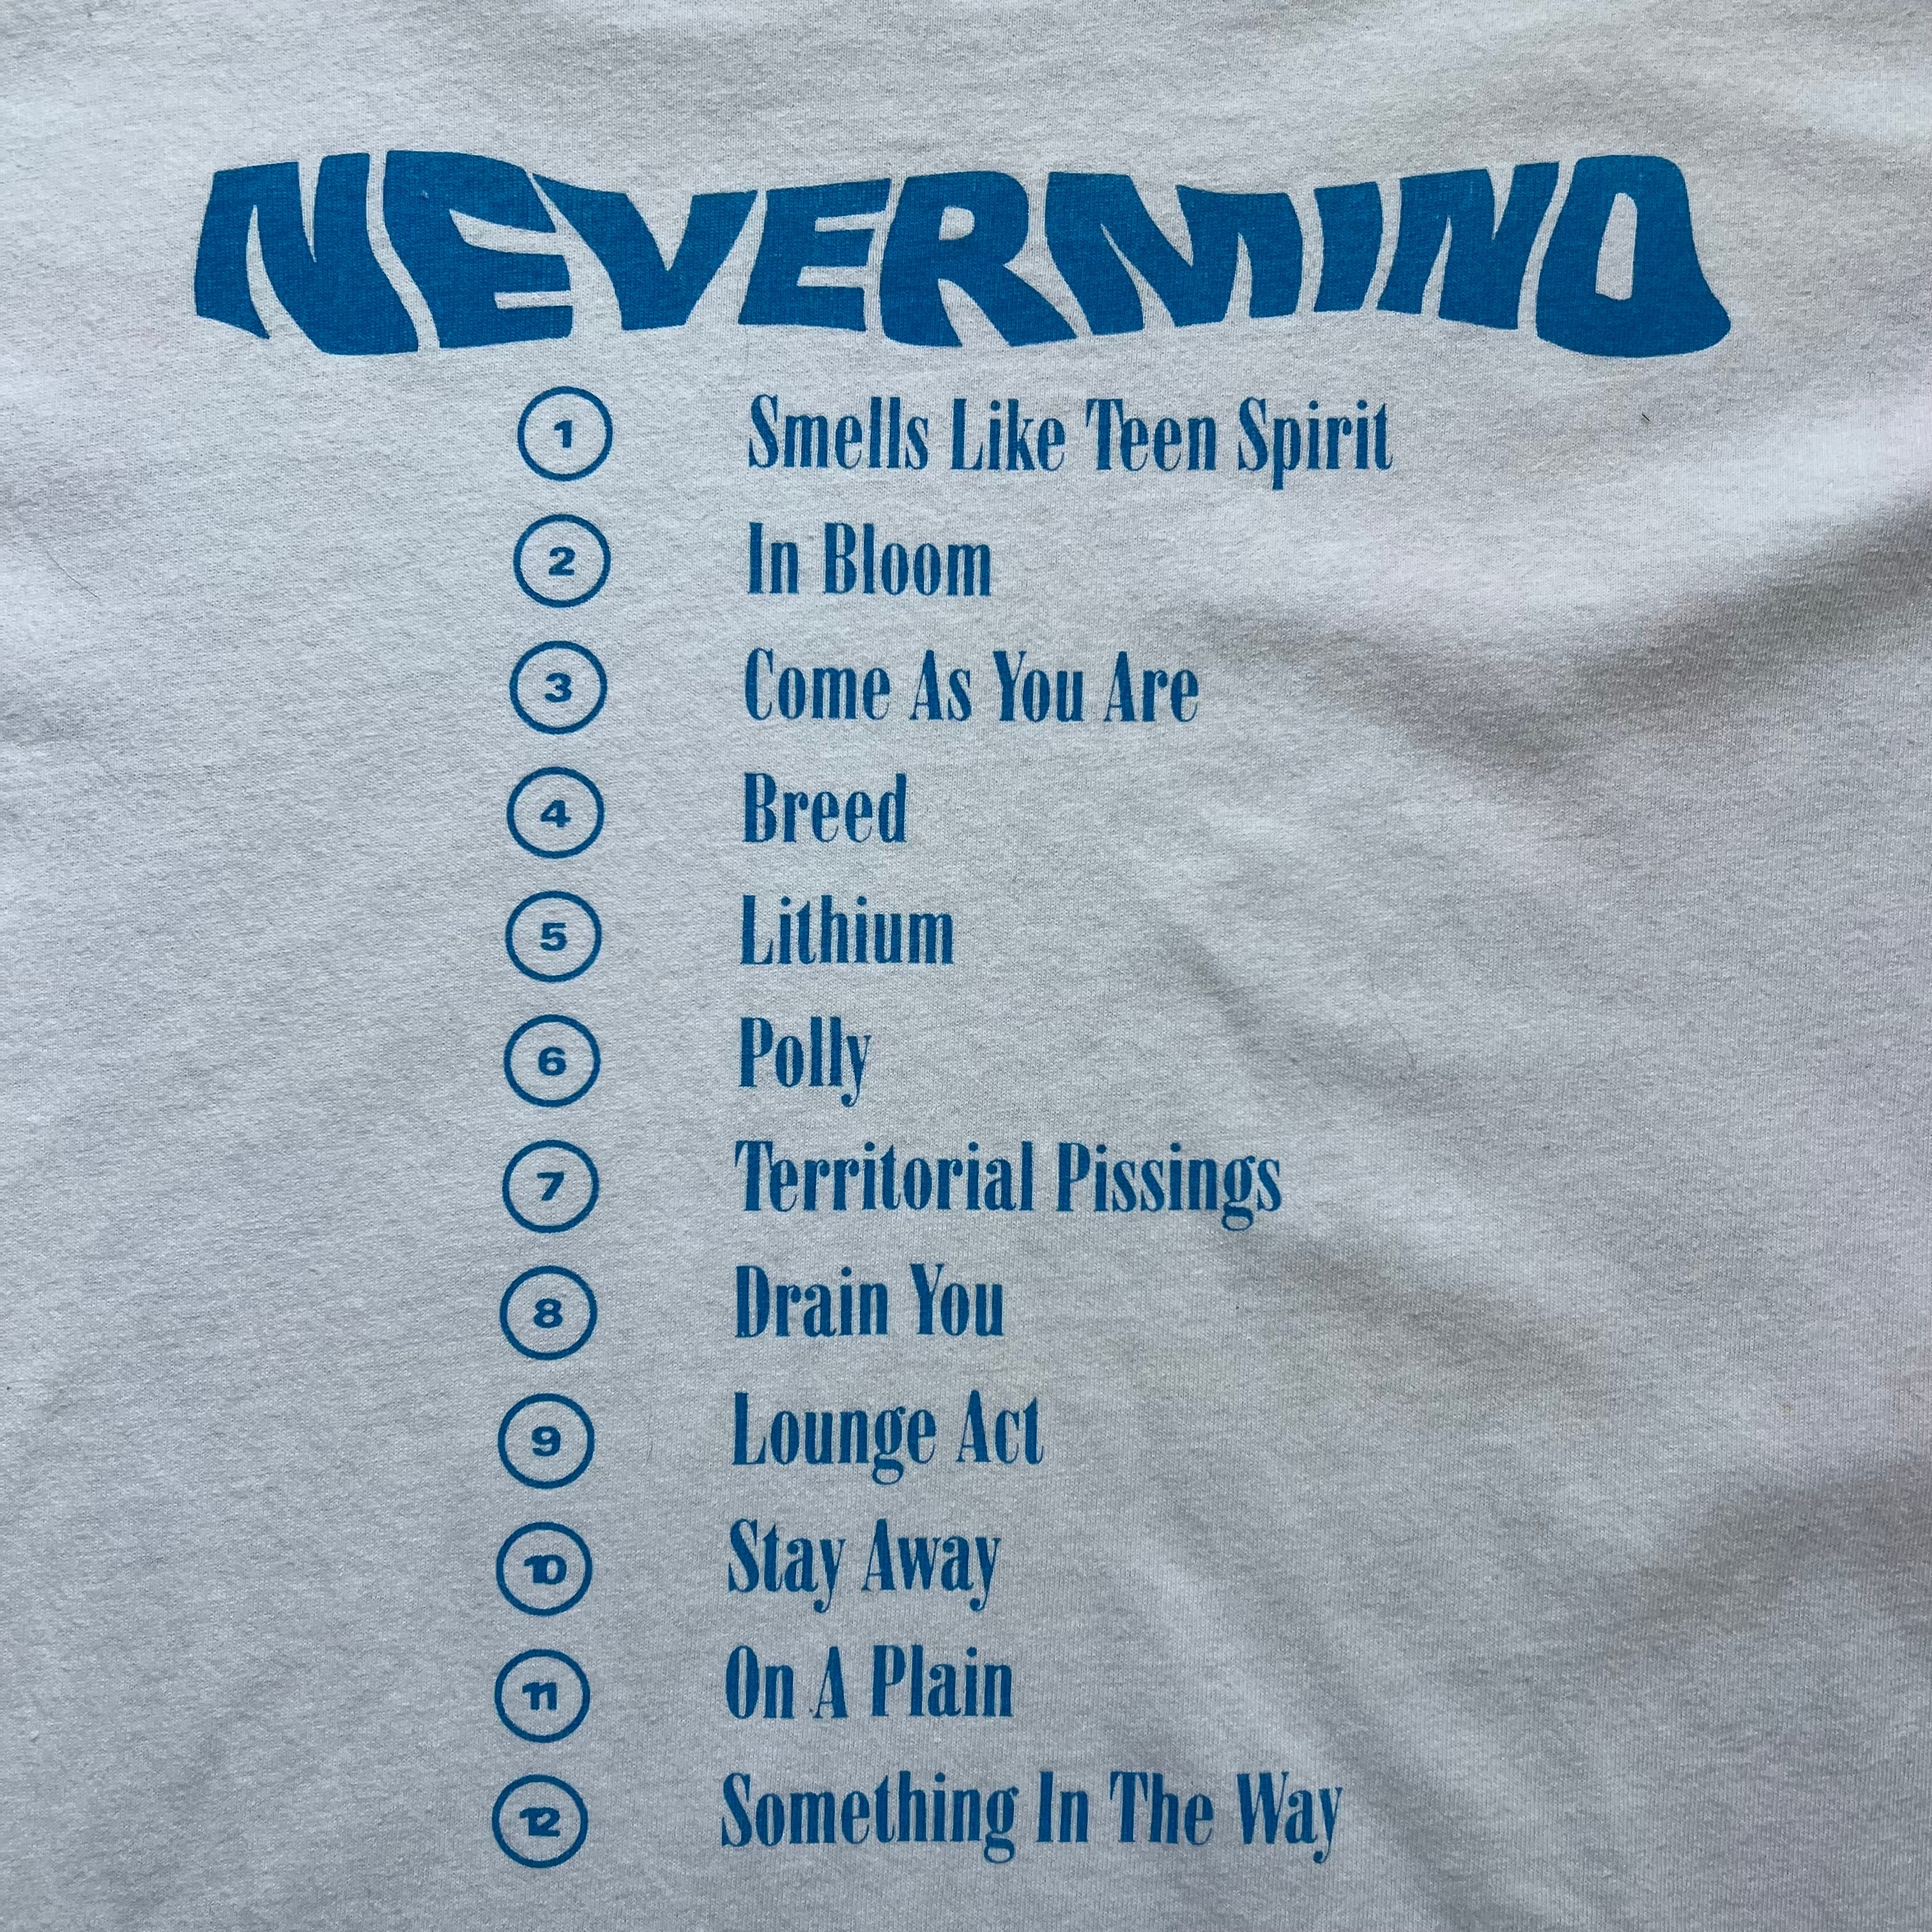 NEVERMIND
1 Smells Like Teen Spirit
2 In Bloom
3 Come As You Are
4 Breed
5 Lithium
6 Polly
7 Territorial Pissings
8 Drain You
9 Lounge Act
10 Stay Away
11 On A Plain
12 Something In The Way